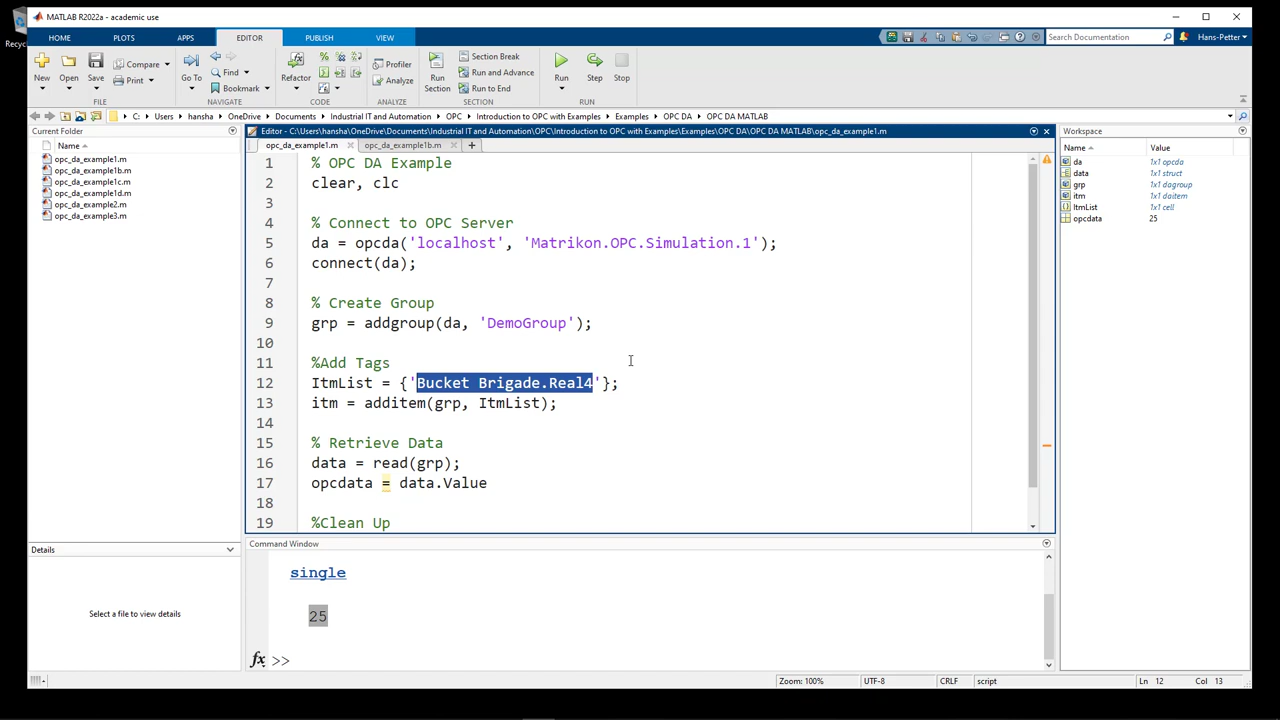 MATLAB R2022a - academic use
HOME PLOTS APPS EDITOR PUBLISH VIEW Search Documentation Hans-Petter
New Open Save Compare Print Go To Find Bookmark Refactor Profiler Analyze Run Section Section Break Run and Advance Run to End Run Step Stop
FILE NAVIGATE CODE ANALYZE SECTION RUN
C: Users hansha OneDrive Documents Industrial IT and Automation OPC Introduction to OPC with Examples Examples OPC DA OPC DA MATLAB
Current Folder
Name
opc_da_example1.m
opc_da_example1b.m
opc_da_example1c.m
opc_da_example1d.m
opc_da_example2.m
opc_da_example3.m
Details
Select a file to view details
Editor - C:\Users\hansha\OneDrive\Documents\Industrial IT and Automation\OPC\Introduction to OPC with Examples\Examples\OPC DA\OPC DA MATLAB\opc_da_example1.m
opc_da_example1.m opc_da_example1b.m
1 % OPC DA Example
2 clear, clc
3
4 % Connect to OPC Server
5 da = opcda('localhost', 'Matrikon.OPC.Simulation.1');
6 connect(da);
7
8 % Create Group
9 grp = addgroup(da, 'DemoGroup');
10
11 %Add Tags
12 ItmList = {'Bucket Brigade.Real4'};
13 itm = additem(grp, ItmList);
14
15 % Retrieve Data
16 data = read(grp);
17 opcdata = data.Value
18
19 %Clean Up
Command Window
single
25
fx >>
Workspace
Name Value
da 1x1 opcda
data 1x1 struct
grp 1x1 dagroup
itm 1x1 daitem
ItmList 1x1 cell
opcdata 25
Zoom: 100% UTF-8 CRLF script Ln 12 Col 13